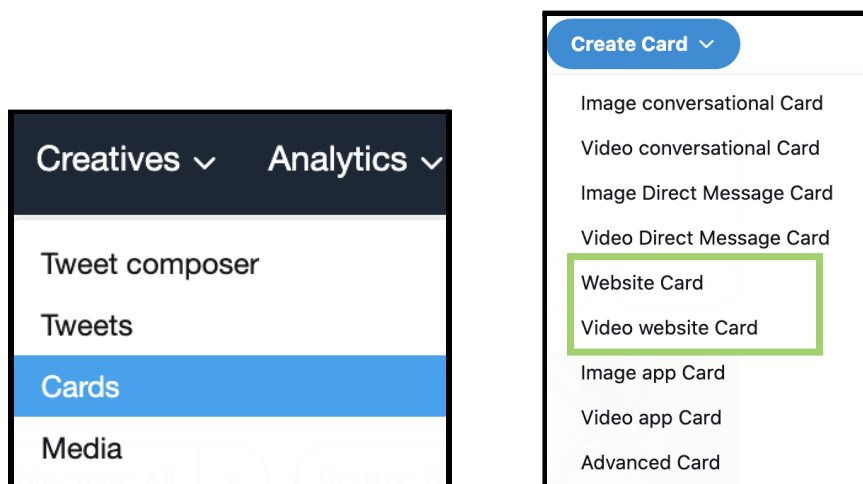 Creatives Analytics
Tweet composer
Tweets
Cards
Media
Create Card
Image conversational Card
Video conversational Card
Image Direct Message Card
Video Direct Message Card
Website Card
Video website Card
Image app Card
Video app Card
Advanced Card